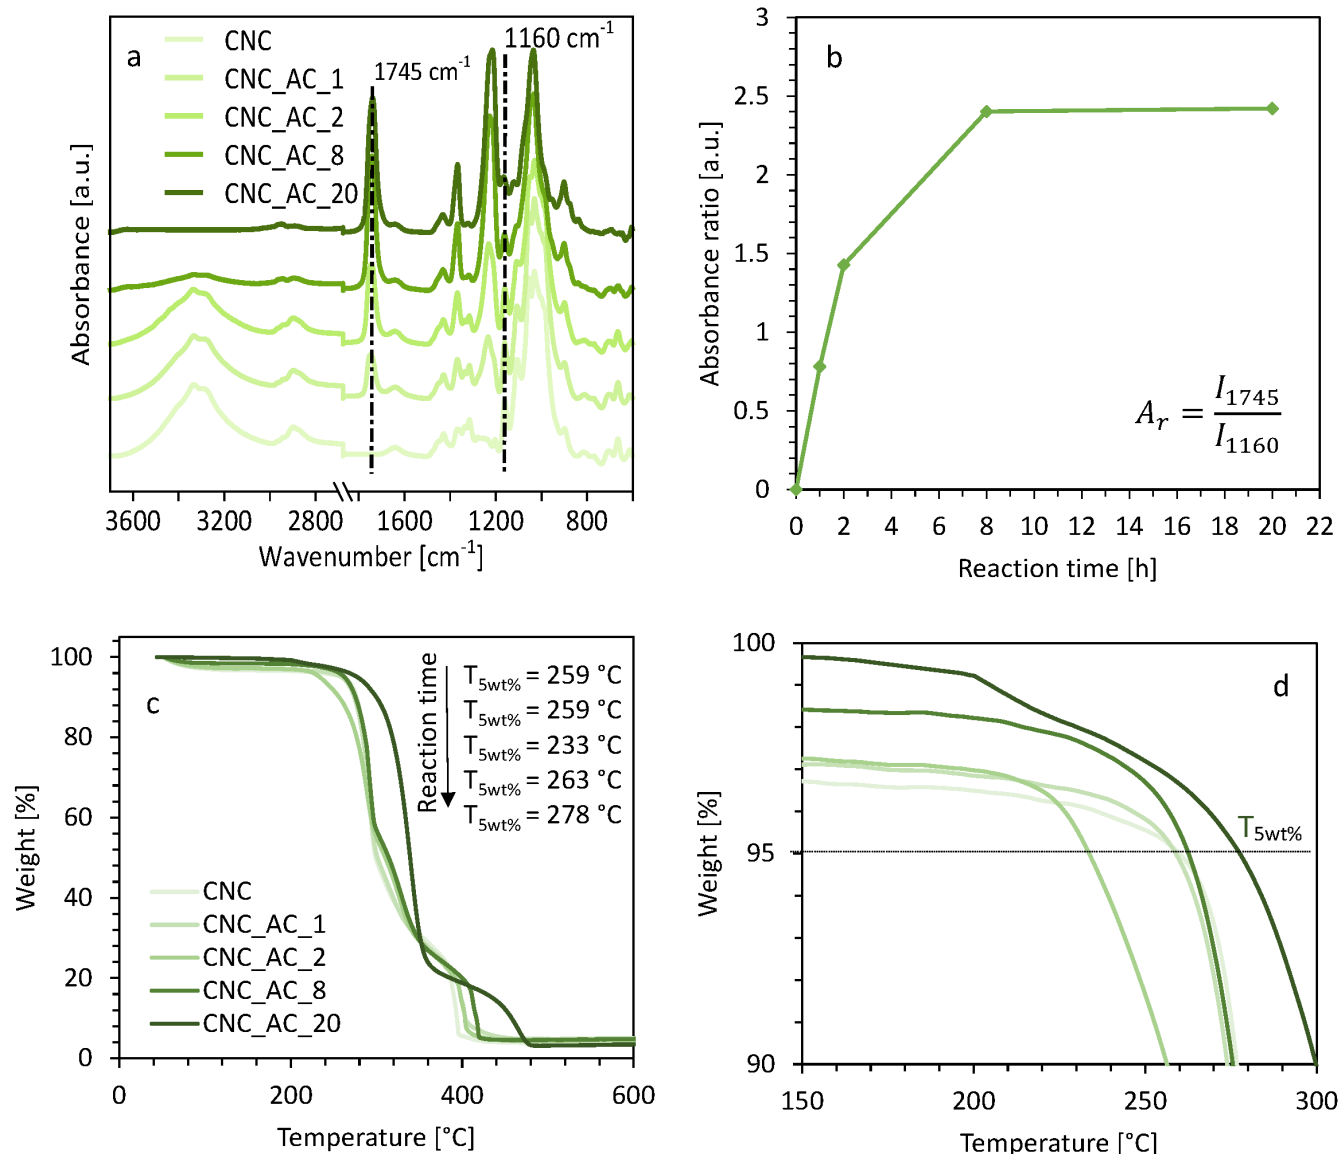 a
CNC
CNC_AC_1
CNC_AC_2
CNC_AC_8
CNC_AC_20
1745 cm-1
1160 cm-1
Absorbance [a.u.]
3600 3200 2800 1600 1200 800
Wavenumber [cm-1]
b
3
2.5
2
1.5
1
0.5
0
Absorbance ratio [a.u.]
Ar = I1745 / I1160
0 2 4 6 8 10 12 14 16 18 20 22
Reaction time [h]
c
100
80
60
40
20
0
Weight [%]
Reaction time
T5wt% = 259 °C
T5wt% = 259 °C
T5wt% = 233 °C
T5wt% = 263 °C
T5wt% = 278 °C
CNC
CNC_AC_1
CNC_AC_2
CNC_AC_8
CNC_AC_20
0 200 400 600
Temperature [°C]
d
100
95
90
Weight [%]
T5wt%
150 200 250 300
Temperature [°C]